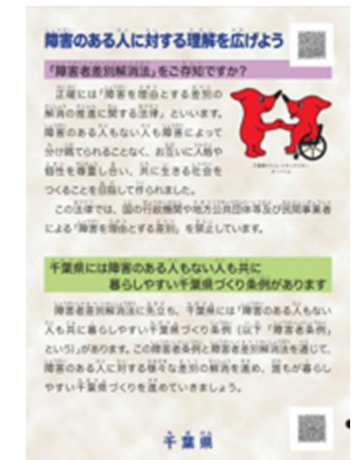 障害のある人に対する理解を広げよう
「障害者差別解消法」をご存知ですか?
正確には「障害を理由とする差別の
解消の推進に関する法律」といいます。
障害のある人もない人も障害によって
分け隔てられることなく、お互いに人格や
個性を尊重し合い、共に生きる社会を
つくることを目指して作られました。
この法律では、国の行政機関や地方公共団体等及び民間事業者
による「障害を理由とする差別」を禁止しています。
千葉県には障害のある人もない人も共に
暮らしやすい千葉県づくり条例があります
障害者差別解消法に先立ち、千葉県には「障害のある人もない
人も共に暮らしやすい千葉県づくり条例(以下「障害者条例」
という)」があります。この障害者条例と障害者差別解消法を通じて、
障害のある人に対する様々な差別の解消を進め、誰もが暮らし
やすい千葉県づくりを進めていきましょう。
千葉県